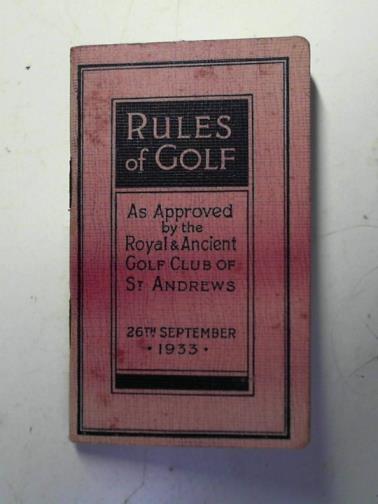 RULES
of GOLF
As Approved
by the
Royal & Ancient
GOLF CLUB OF
ST ANDREWS
26TH SEPTEMBER
• 1933 •